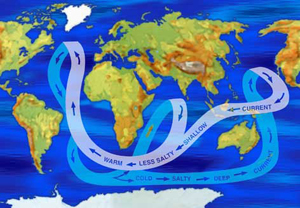 CURRENT
SHALLOW
WARM LESS SALTY
COLD SALTY DEEP CURRENT